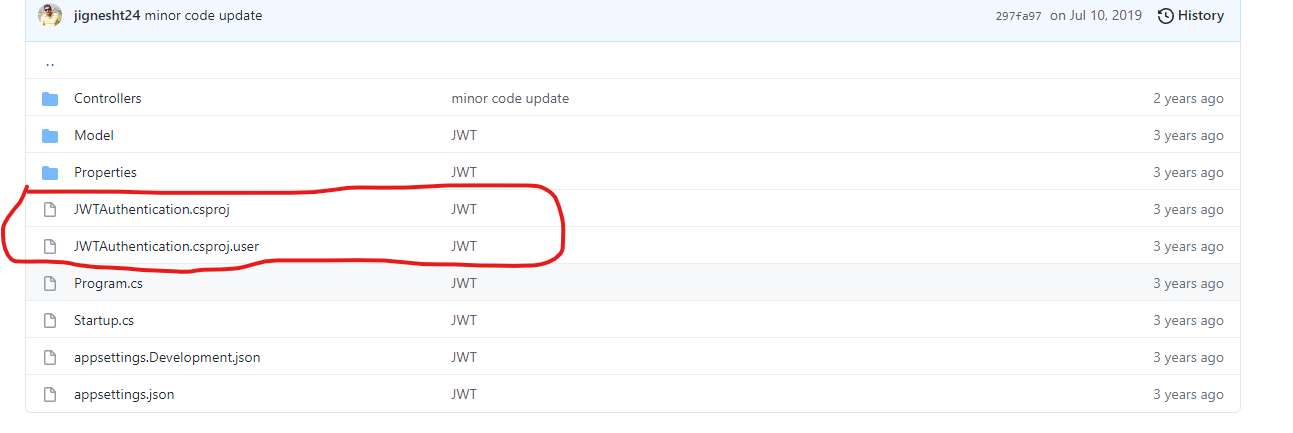 jignesht24 minor code update 297fa97 on Jul 10, 2019 History
..
Controllers minor code update 2 years ago
Model JWT 3 years ago
Properties JWT 3 years ago
JWTAuthentication.csproj JWT 3 years ago
JWTAuthentication.csproj.user JWT 3 years ago
Program.cs JWT 3 years ago
Startup.cs JWT 3 years ago
appsettings.Development.json JWT 3 years ago
appsettings.json JWT 3 years ago